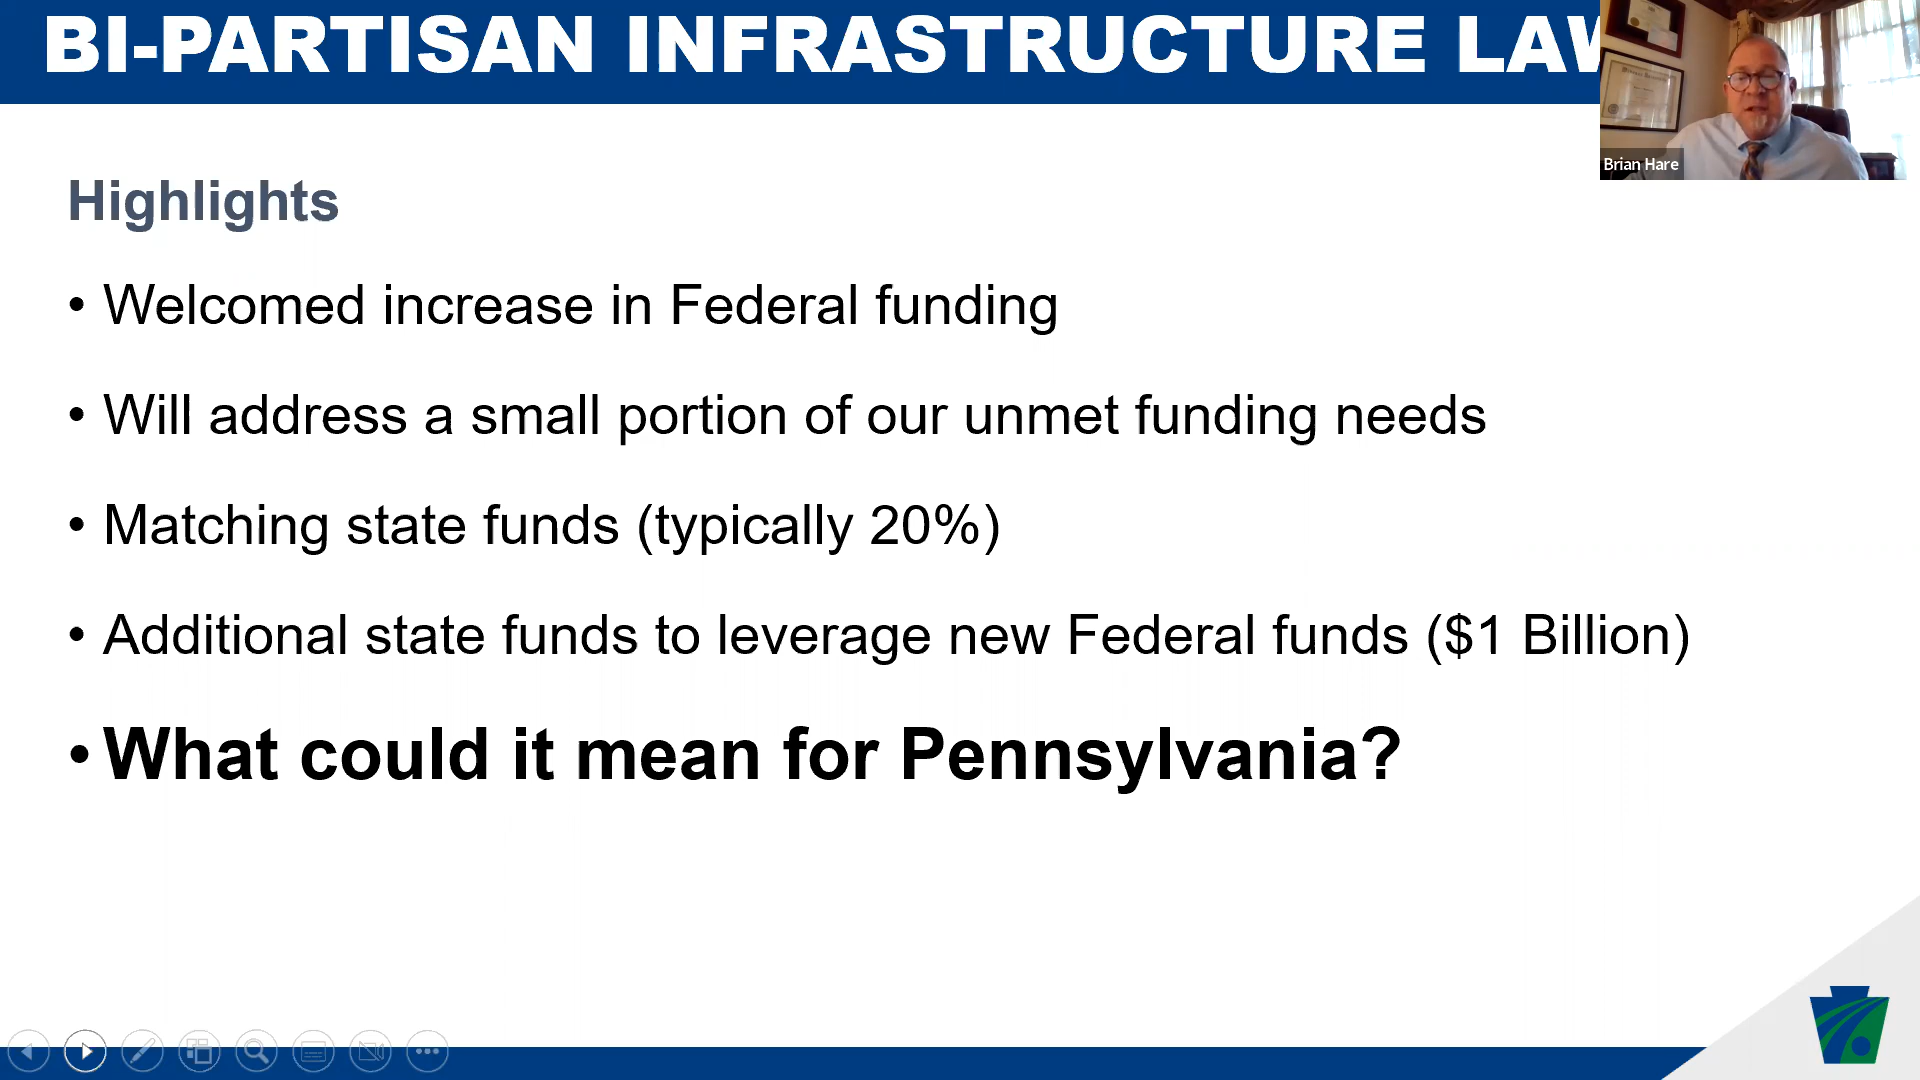 BI-PARTISAN INFRASTRUCTURE LAW
Brian Hare
Highlights
• Welcomed increase in Federal funding
• Will address a small portion of our unmet funding needs
• Matching state funds (typically 20%)
• Additional state funds to leverage new Federal funds ($1 Billion)
• What could it mean for Pennsylvania?